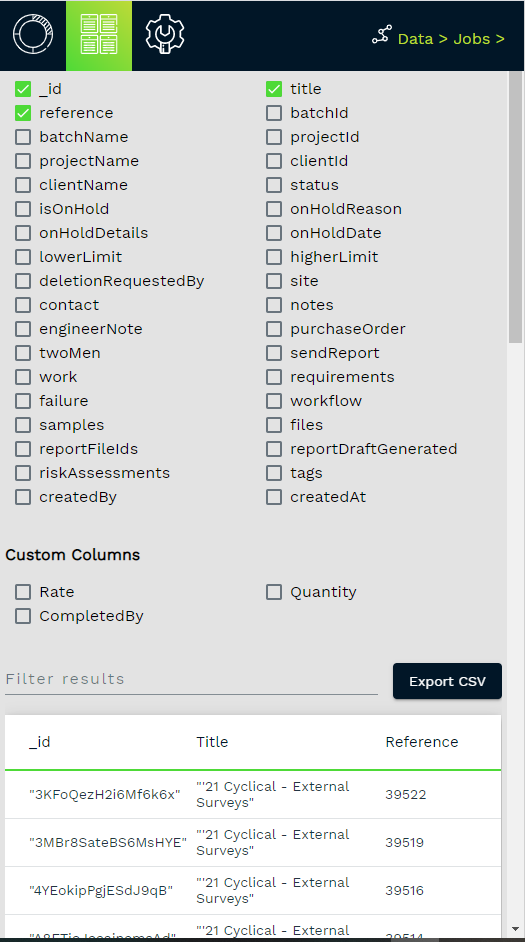 Data > Jobs >
_id title
reference batchId
batchName projectId
projectName clientId
clientName status
isOnHold onHoldReason
onHoldDetails onHoldDate
lowerLimit higherLimit
deletionRequestedBy site
contact notes
engineerNote purchaseOrder
twoMen sendReport
work requirements
failure workflow
samples files
reportFileIds reportDraftGenerated
riskAssessments tags
createdBy createdAt
Custom Columns
Rate Quantity
CompletedBy
Filter results Export CSV
_id Title Reference
"3KFoQezH2i6Mf6k6x" "'21 Cyclical - External Surveys" 39522
"3MBr8SateBS6MsHYE" "'21 Cyclical - External Surveys" 39519
"4YEokipPgjESdJ9qB" "'21 Cyclical - External Surveys" 39516
"'21 Cyclical - External 39514